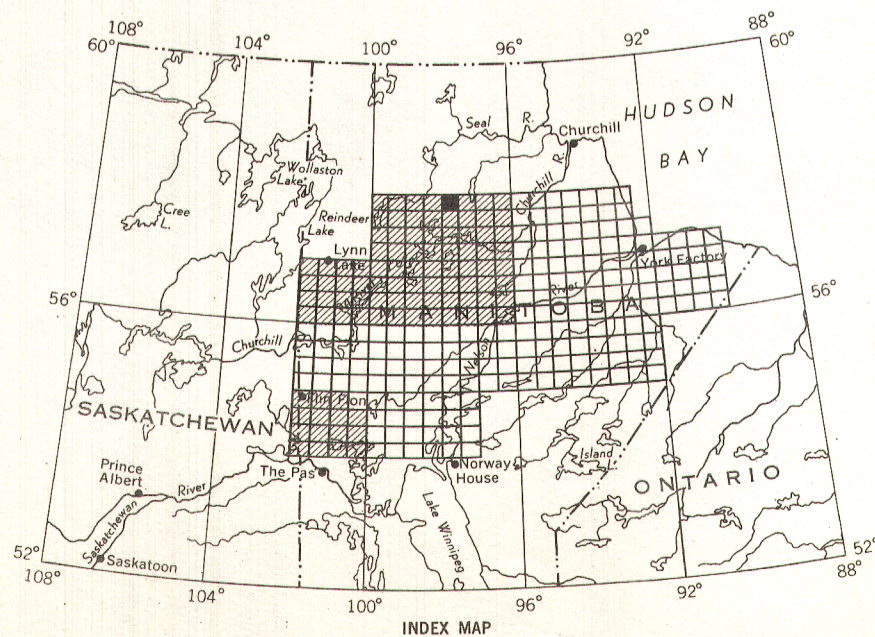 108°
104°
100°
96°
92°
88°
60°
60°
HUDSON
BAY
Seal R.
Churchill
Churchill R.
Wollaston
Lake
Cree
L.
Reindeer
Lake
Lynn
Lake
York Factory
River
56°
56°
MANITOBA
Churchill
Nelson
Flin Flon
SASKATCHEWAN
Prince
Albert
River
The Pas
Norway
House
Island
L.
ONTARIO
Saskatchewan
Lake Winnipeg
Saskatoon
52°
52°
108°
104°
100°
96°
92°
88°
INDEX MAP